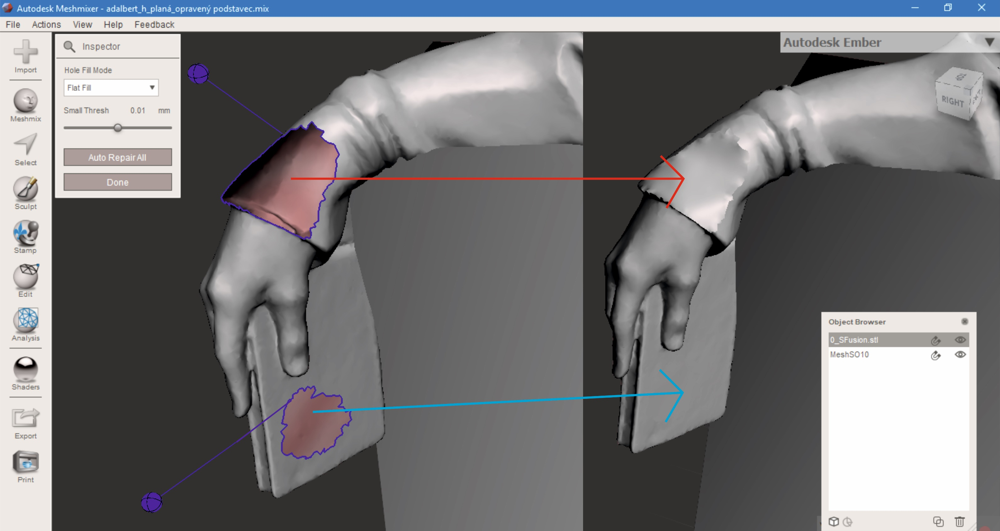 Autodesk Meshmixer - adalbert_h_planá_opravený podstavec.mix
File Actions View Help Feedback
Import
Meshmix
Select
Sculpt
Stamp
Edit
Analysis
Shaders
Export
Print
Inspector
Hole Fill Mode
Flat Fill
Small Thresh 0.01 mm
Auto Repair All
Done
Autodesk Ember
TOP
RIGHT
Object Browser
0_SFusion.stl
MeshSO10